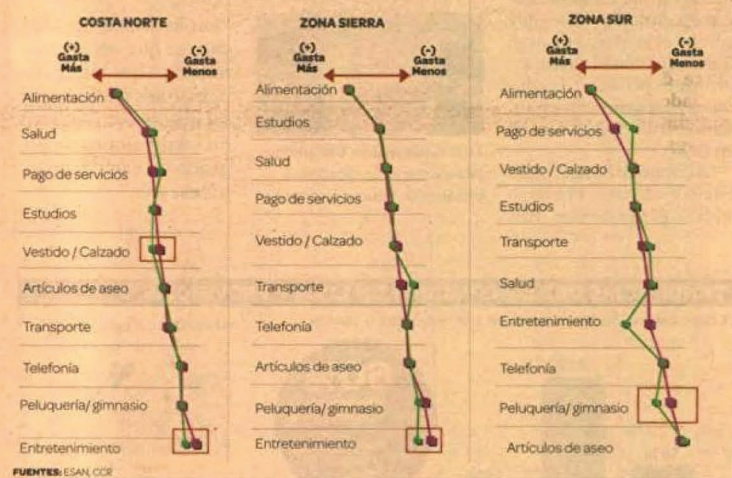 COSTA NORTE
(+)
Gasta
Más
(-)
Gasta
Menos
Alimentación
Salud
Pago de servicios
Estudios
Vestido / Calzado
Artículos de aseo
Transporte
Telefonía
Peluquería/ gimnasio
Entretenimiento
ZONA SIERRA
(+)
Gasta
Más
(-)
Gasta
Menos
Alimentación
Estudios
Salud
Pago de servicios
Vestido / Calzado
Transporte
Telefonía
Artículos de aseo
Peluquería/ gimnasio
Entretenimiento
ZONA SUR
(+)
Gasta
Más
(-)
Gasta
Menos
Alimentación
Pago de servicios
Vestido / Calzado
Estudios
Transporte
Salud
Entretenimiento
Telefonía
Peluquería/ gimnasio
Artículos de aseo
FUENTES: ESAN, CCR